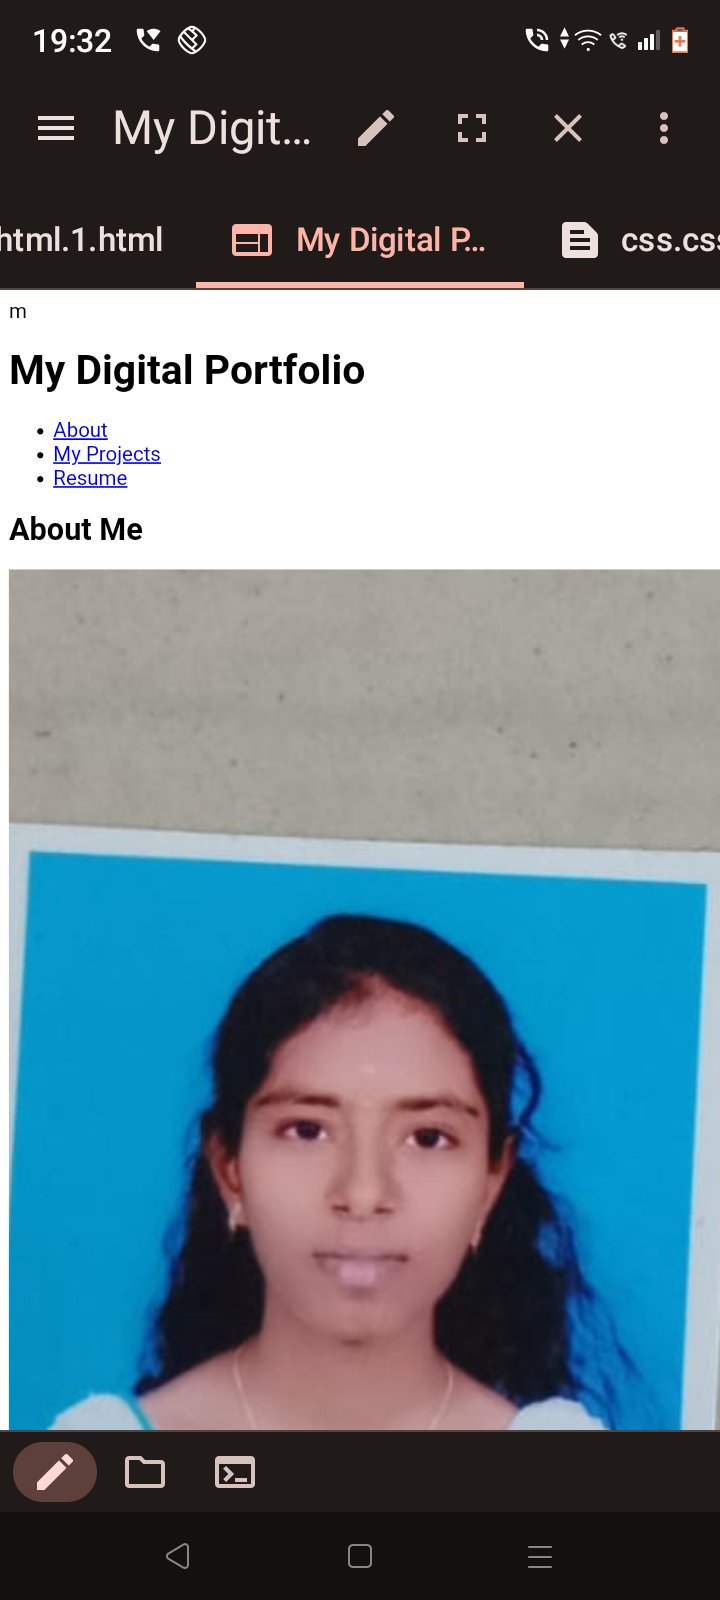 19:32
My Digit...
html.1.html
My Digital P...
css.css
m
My Digital Portfolio
About
My Projects
Resume
About Me